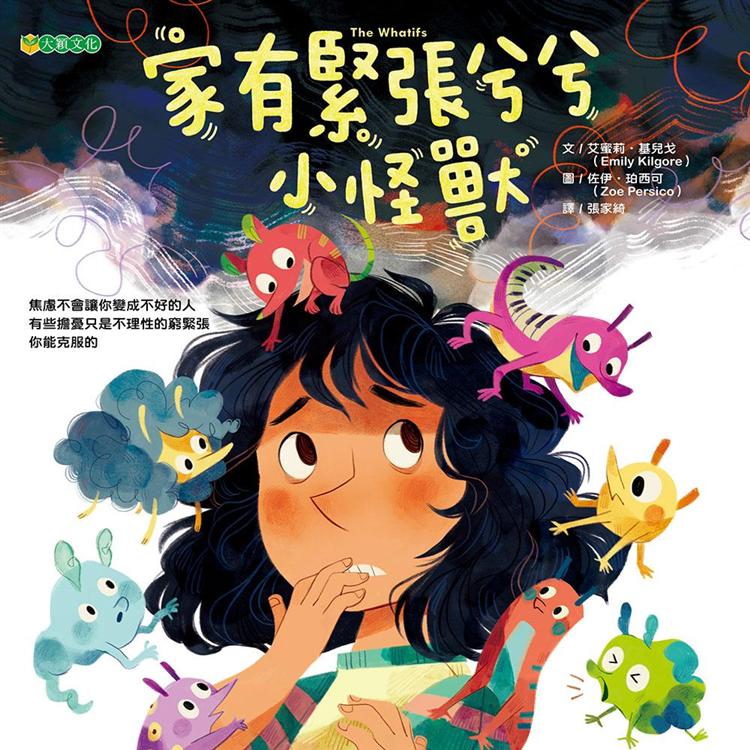 大穎文化
The Whatifs
家有緊張兮兮
小怪獸
文/艾蜜莉・基兒戈
(Emily Kilgore)
圖/佐伊・珀西可
(Zoe Persico)
譯/張家綺
焦慮不會讓你變成不好的人
有些擔憂只是不理性的窮緊張
你能克服的